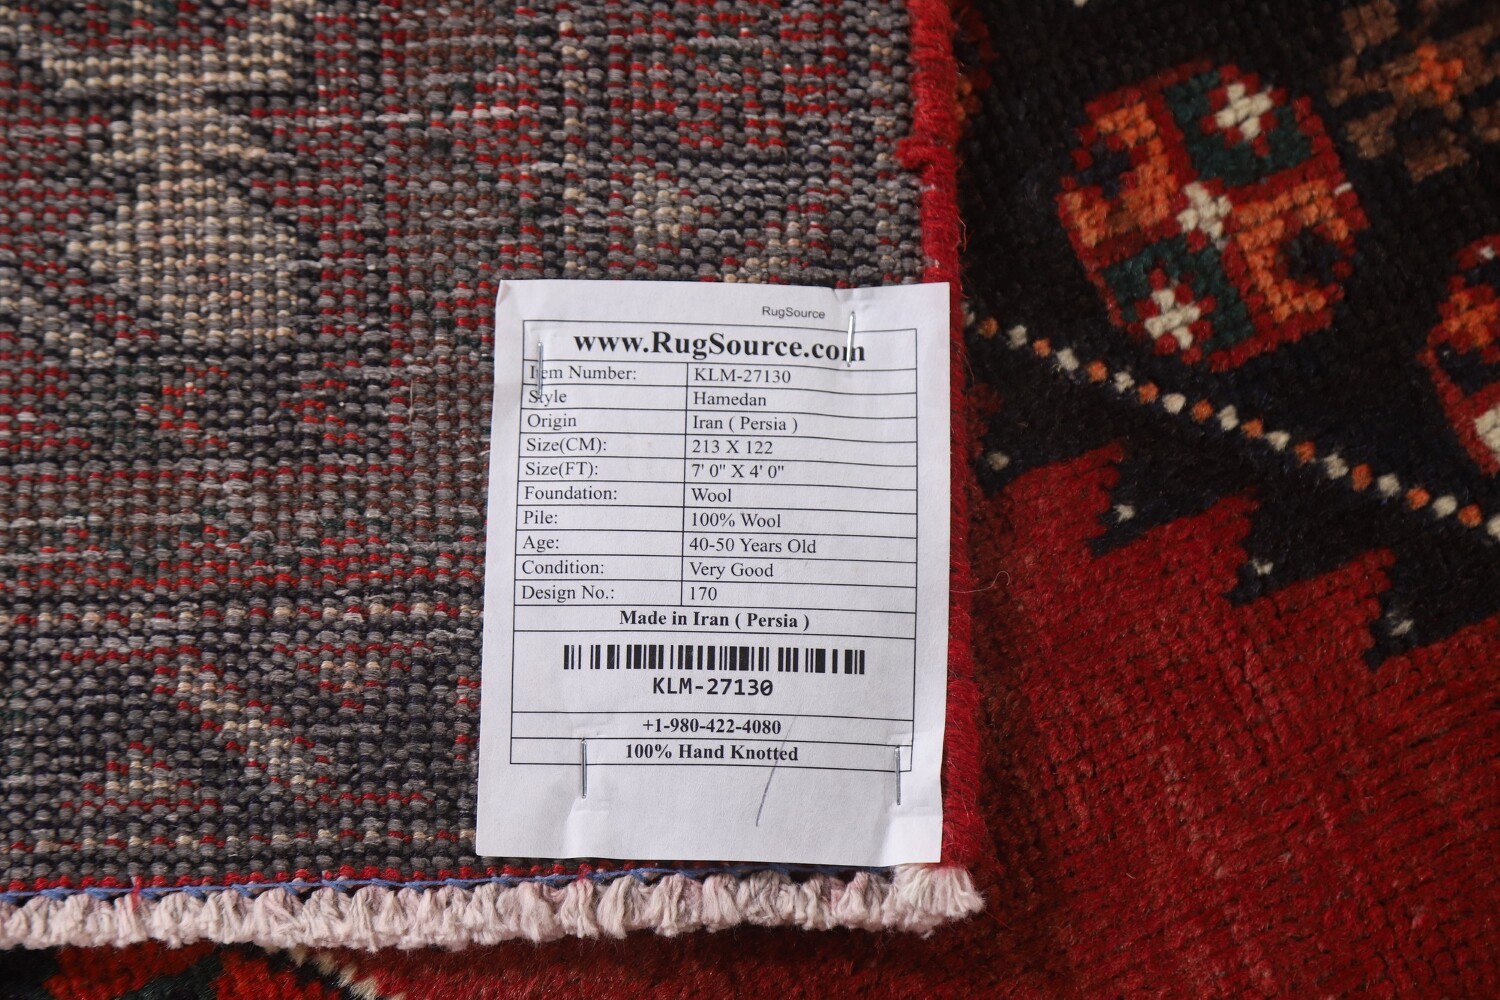 RugSource
www.RugSource.com
Item Number: KLM-27130
Style Hamedan
Origin Iran ( Persia )
Size(CM): 213 X 122
Size(FT): 7' 0" X 4' 0"
Foundation: Wool
Pile: 100% Wool
Age: 40-50 Years Old
Condition: Very Good
Design No.: 170
Made in Iran ( Persia )
KLM-27130
+1-980-422-4080
100% Hand Knotted